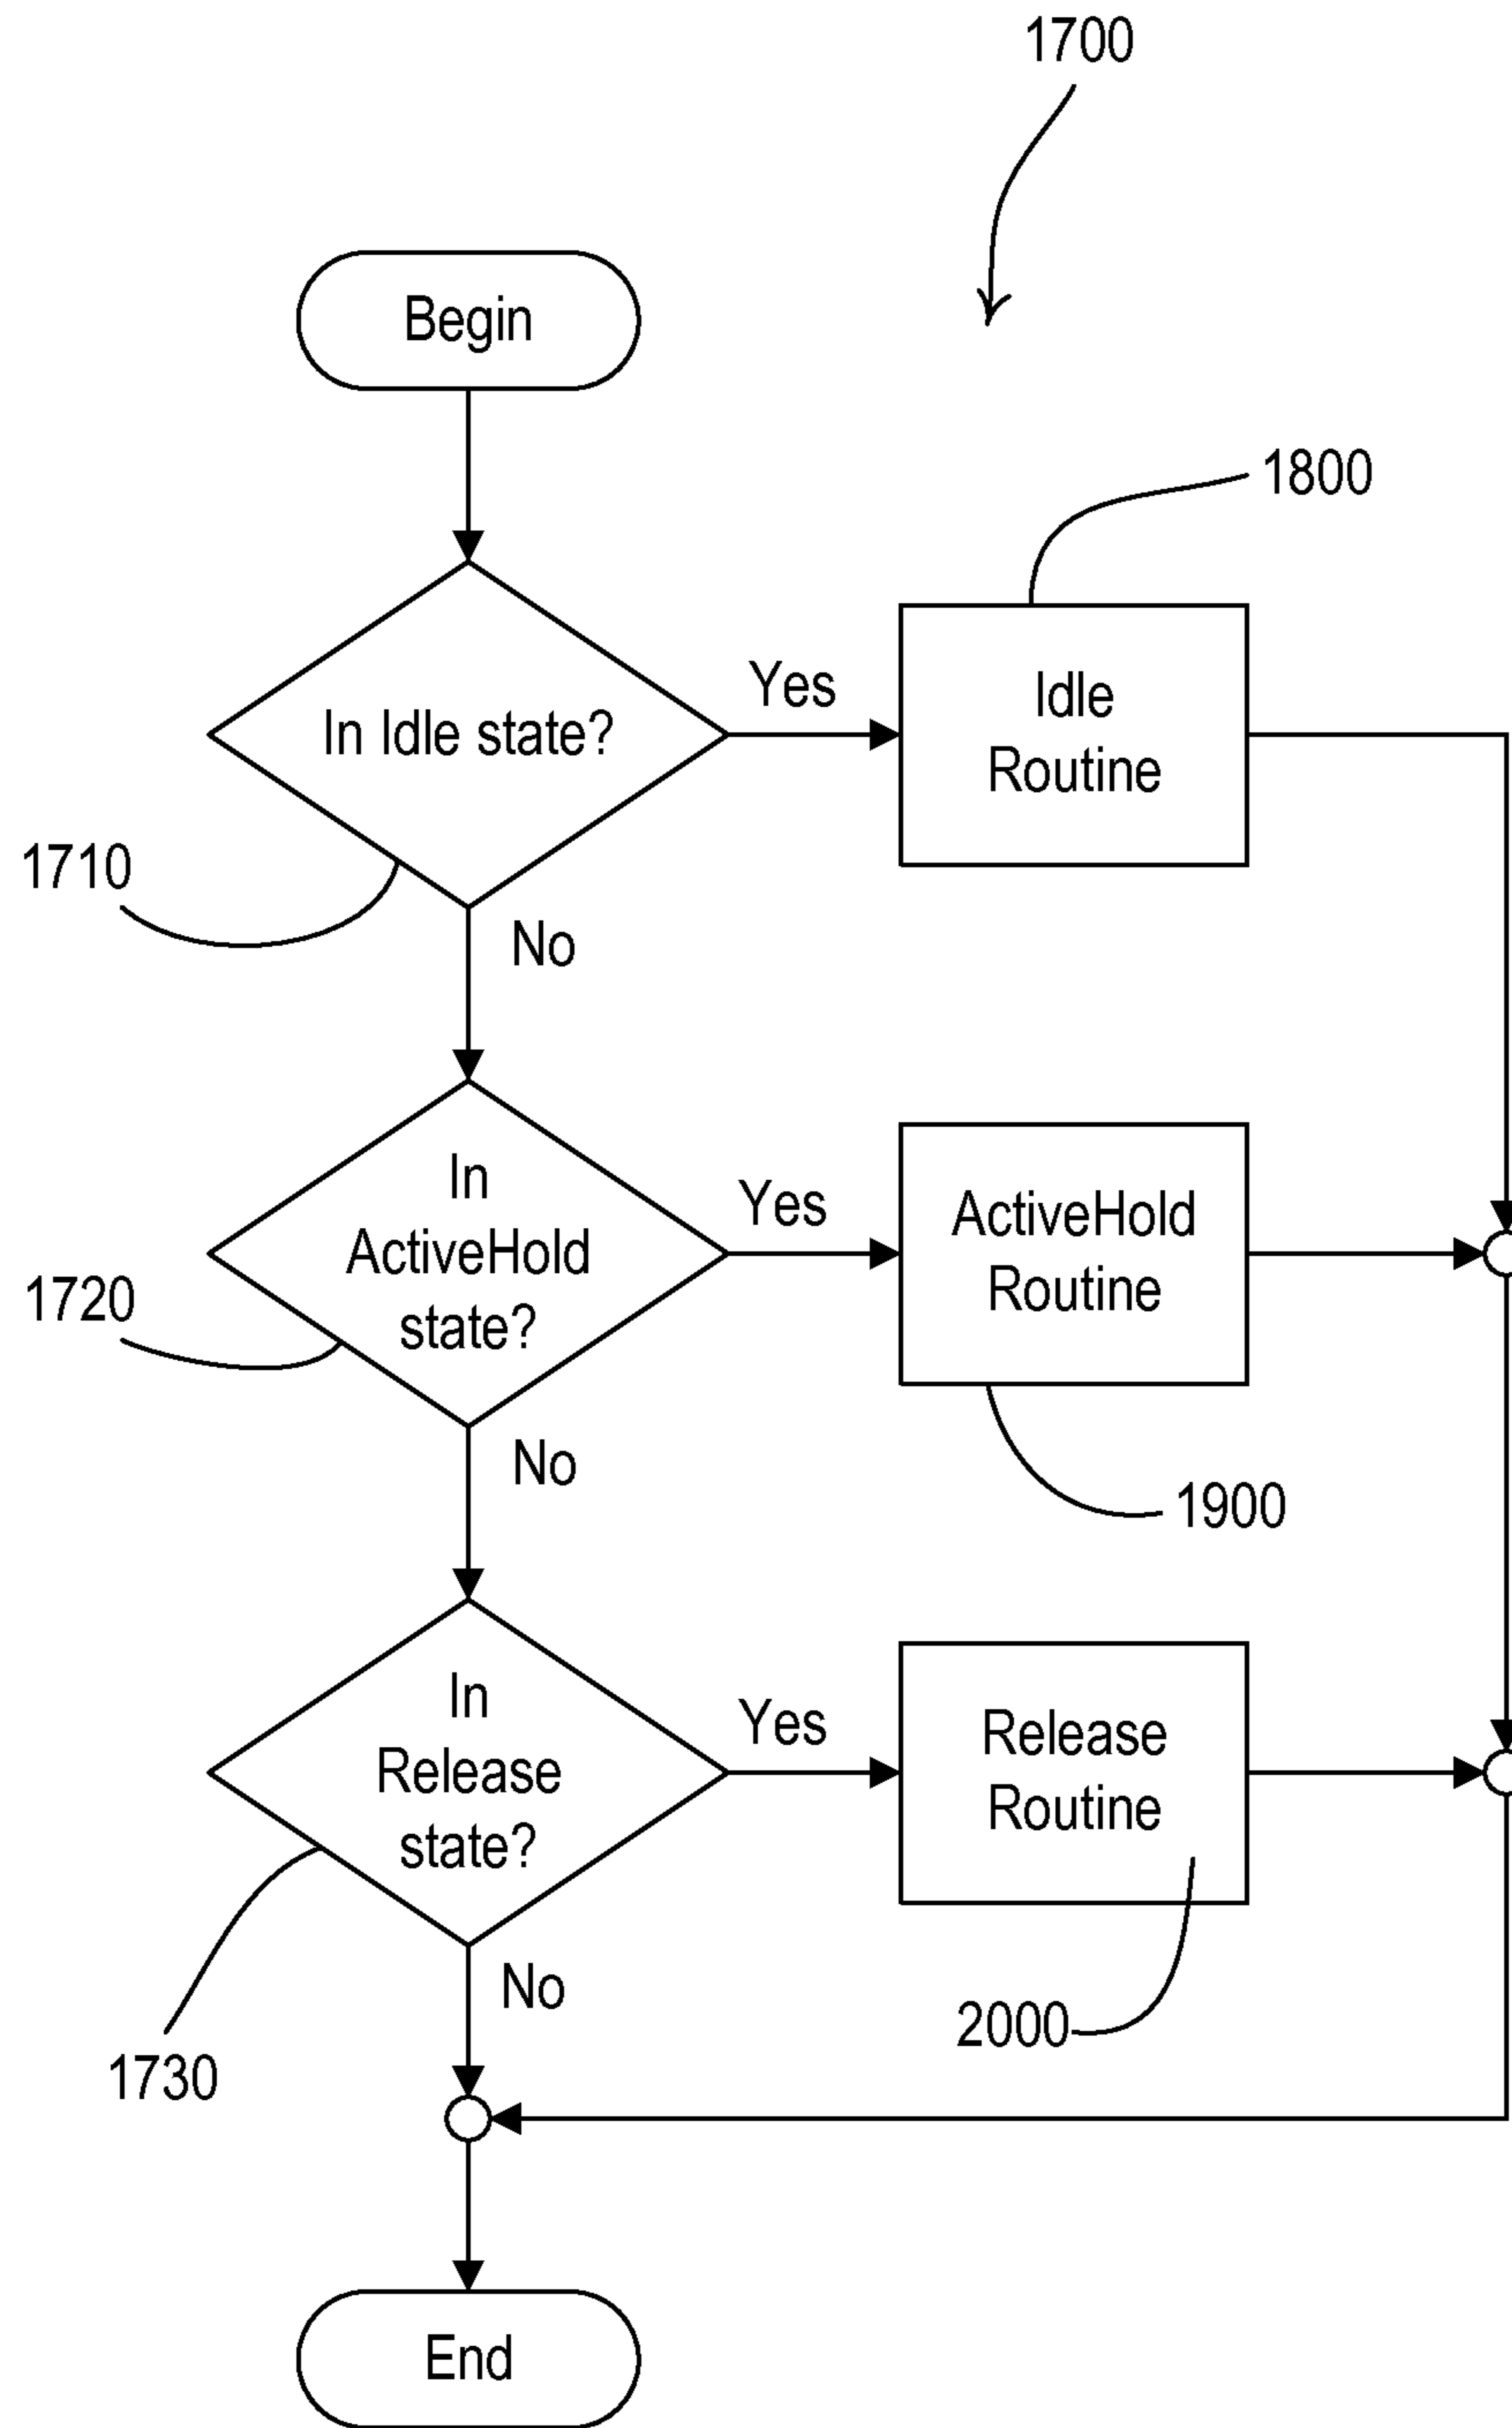 1700
Begin
1800
In Idle state?
Yes
Idle
Routine
1710
No
In
ActiveHold
state?
Yes
ActiveHold
Routine
1720
No
1900
In
Release
state?
Yes
Release
Routine
No
2000
1730
End